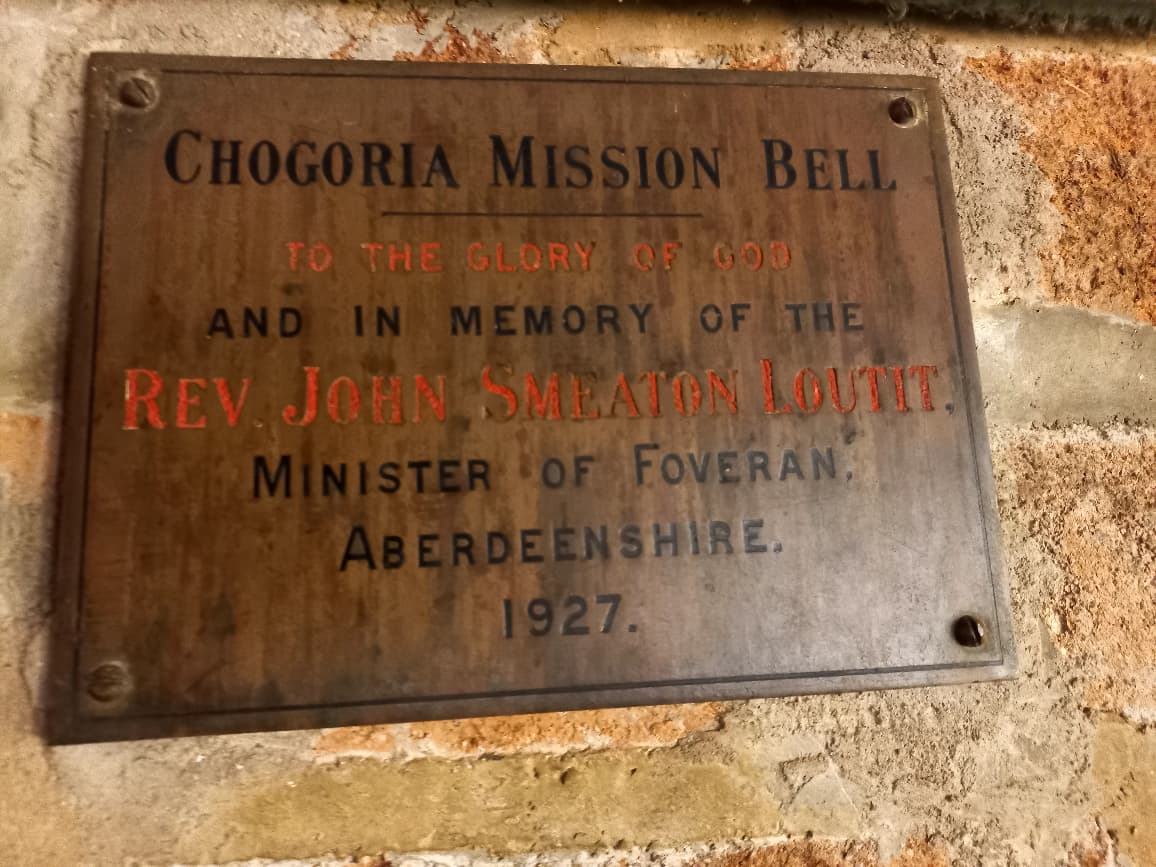 CHOGORIA MISSION BELL
TO THE GLORY OF GOD
AND IN MEMORY OF THE
REV. JOHN SMEATON LOUTIT,
MINISTER OF FOVERAN,
ABERDEENSHIRE.
1927.